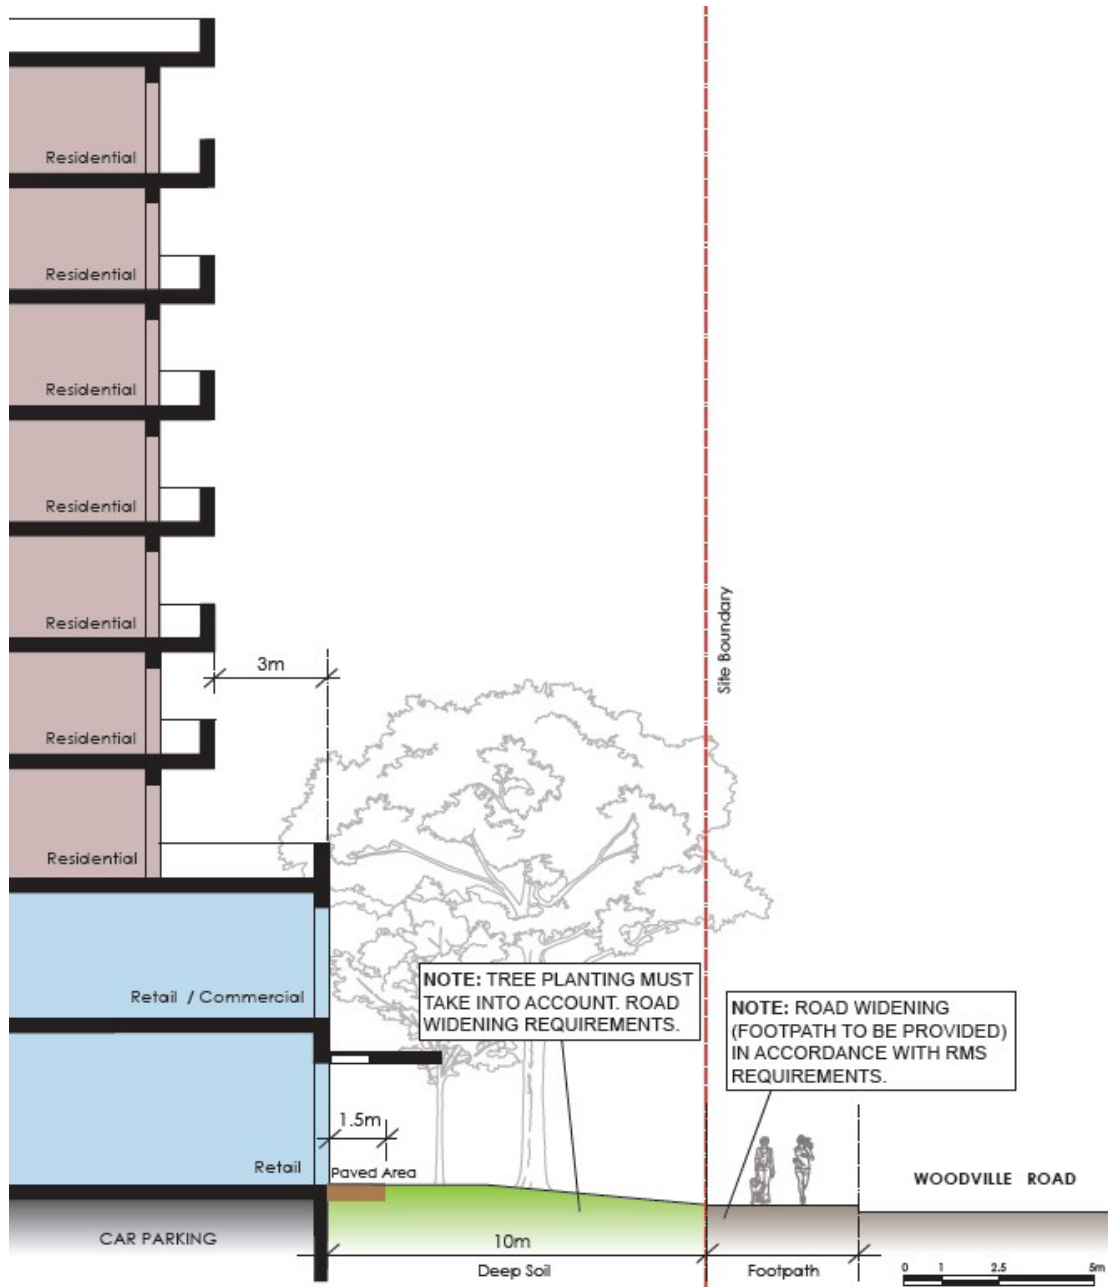 Residential
Residential
Residential
Residential
Residential
3m
Site Boundary
Residential
Residential
Retail / Commercial
NOTE: TREE PLANTING MUST
TAKE INTO ACCOUNT. ROAD
WIDENING REQUIREMENTS.
NOTE: ROAD WIDENING
(FOOTPATH TO BE PROVIDED)
IN ACCORDANCE WITH RMS
REQUIREMENTS.
1.5m
Retail
Paved Area
WOODVILLE ROAD
CAR PARKING
10m
Deep Soil
Footpath
0 1 2.5 5m